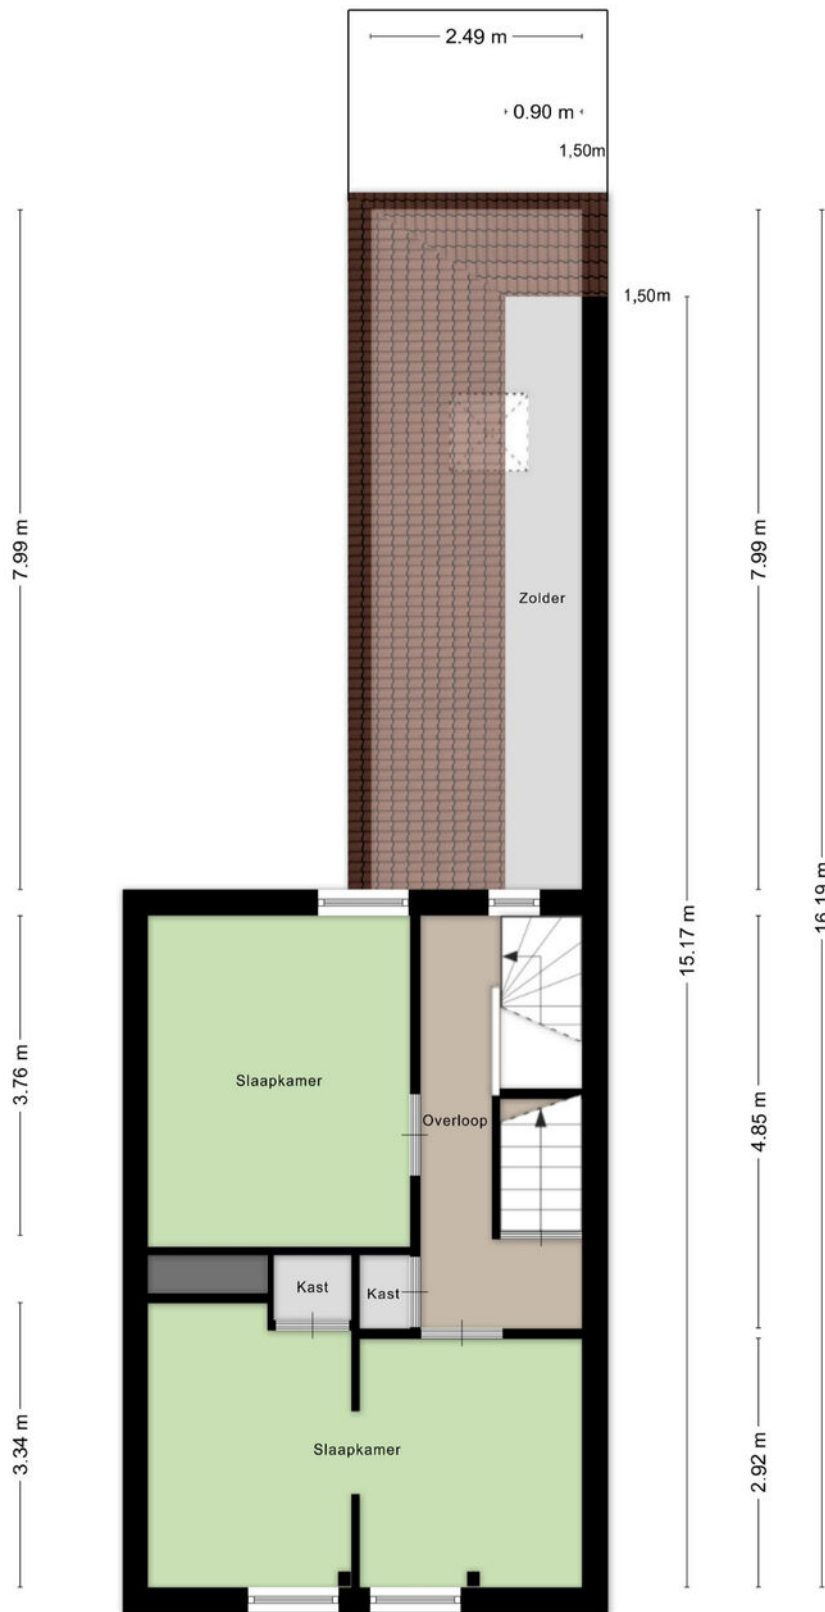 2.49 m
0.90 m
1,50m
1,50m
7.99 m
7.99 m
Zolder
16.19 m
15.17 m
3.76 m
Slaapkamer
Overloop
4.85 m
Kast
Kast
3.34 m
Slaapkamer
2.92 m